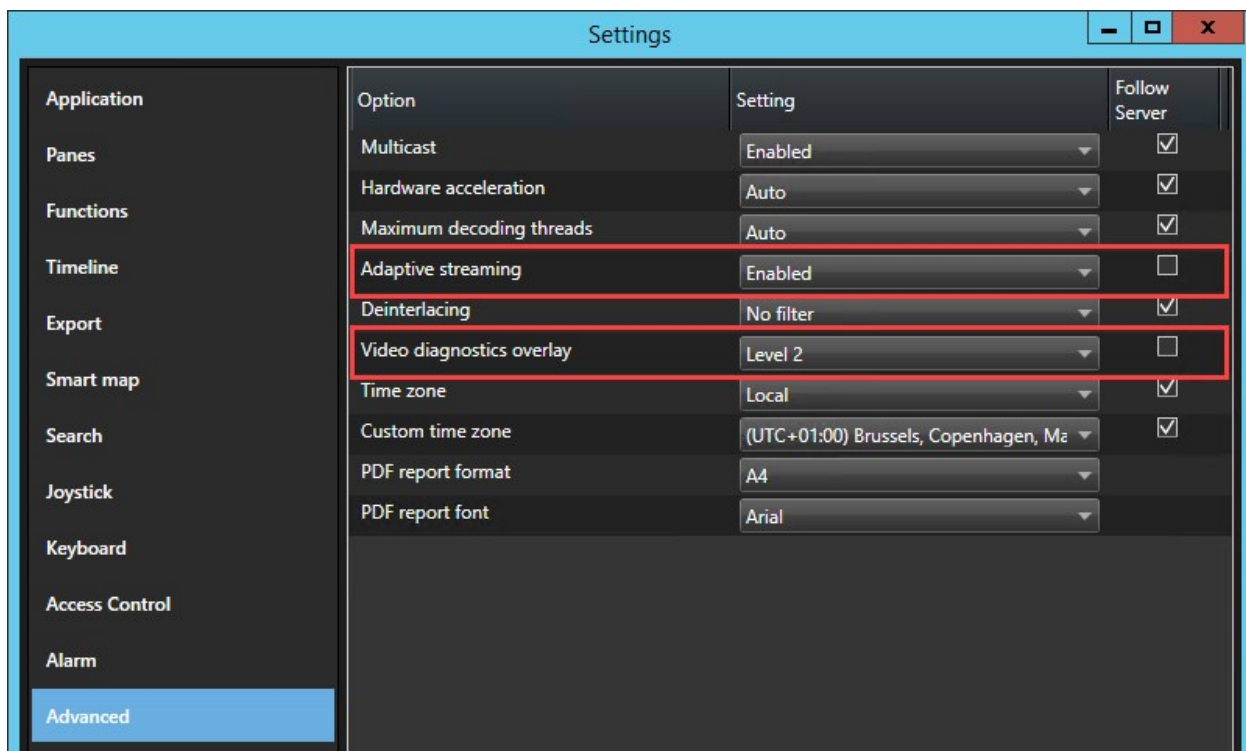 Settings
Application
Panes
Functions
Timeline
Export
Smart map
Search
Joystick
Keyboard
Access Control
Alarm
Advanced
Option Setting Follow Server
Multicast Enabled
Hardware acceleration Auto
Maximum decoding threads Auto
Adaptive streaming Enabled
Deinterlacing No filter
Video diagnostics overlay Level 2
Time zone Local
Custom time zone (UTC+01:00) Brussels, Copenhagen, Ma
PDF report format A4
PDF report font Arial